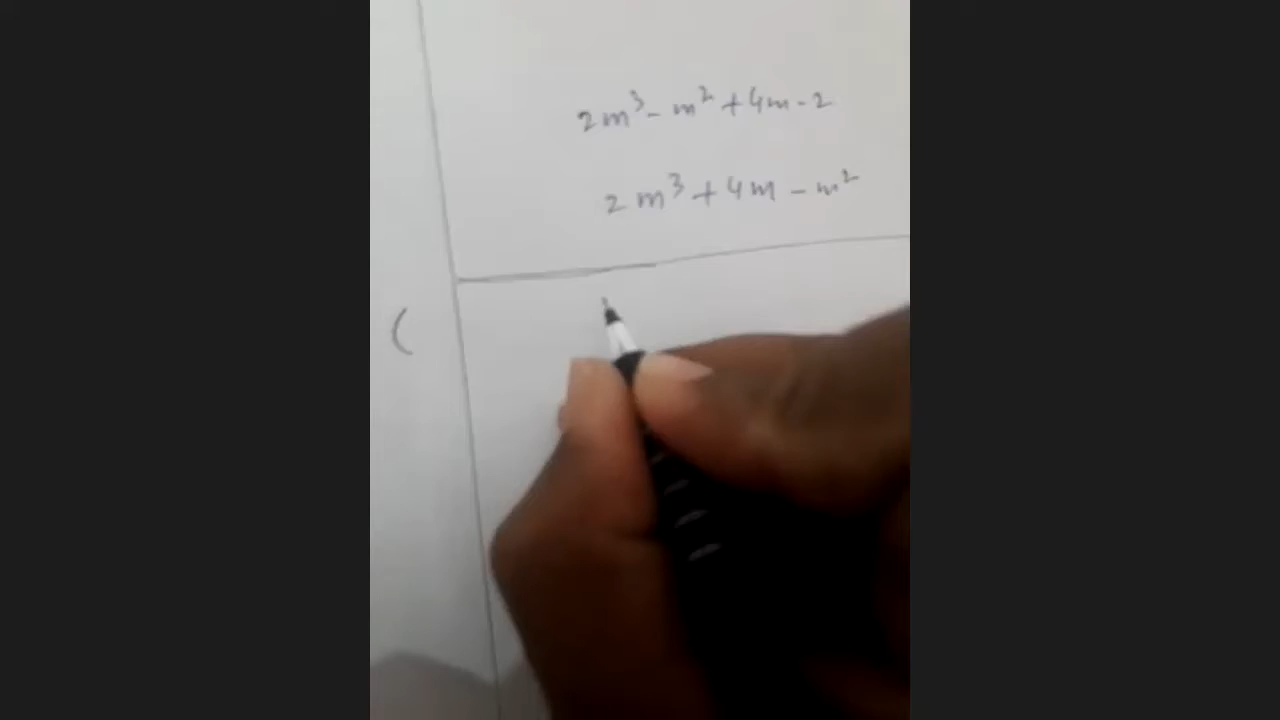 2m³ - m² + 4m - 2
2m³ + 4m - m²
(